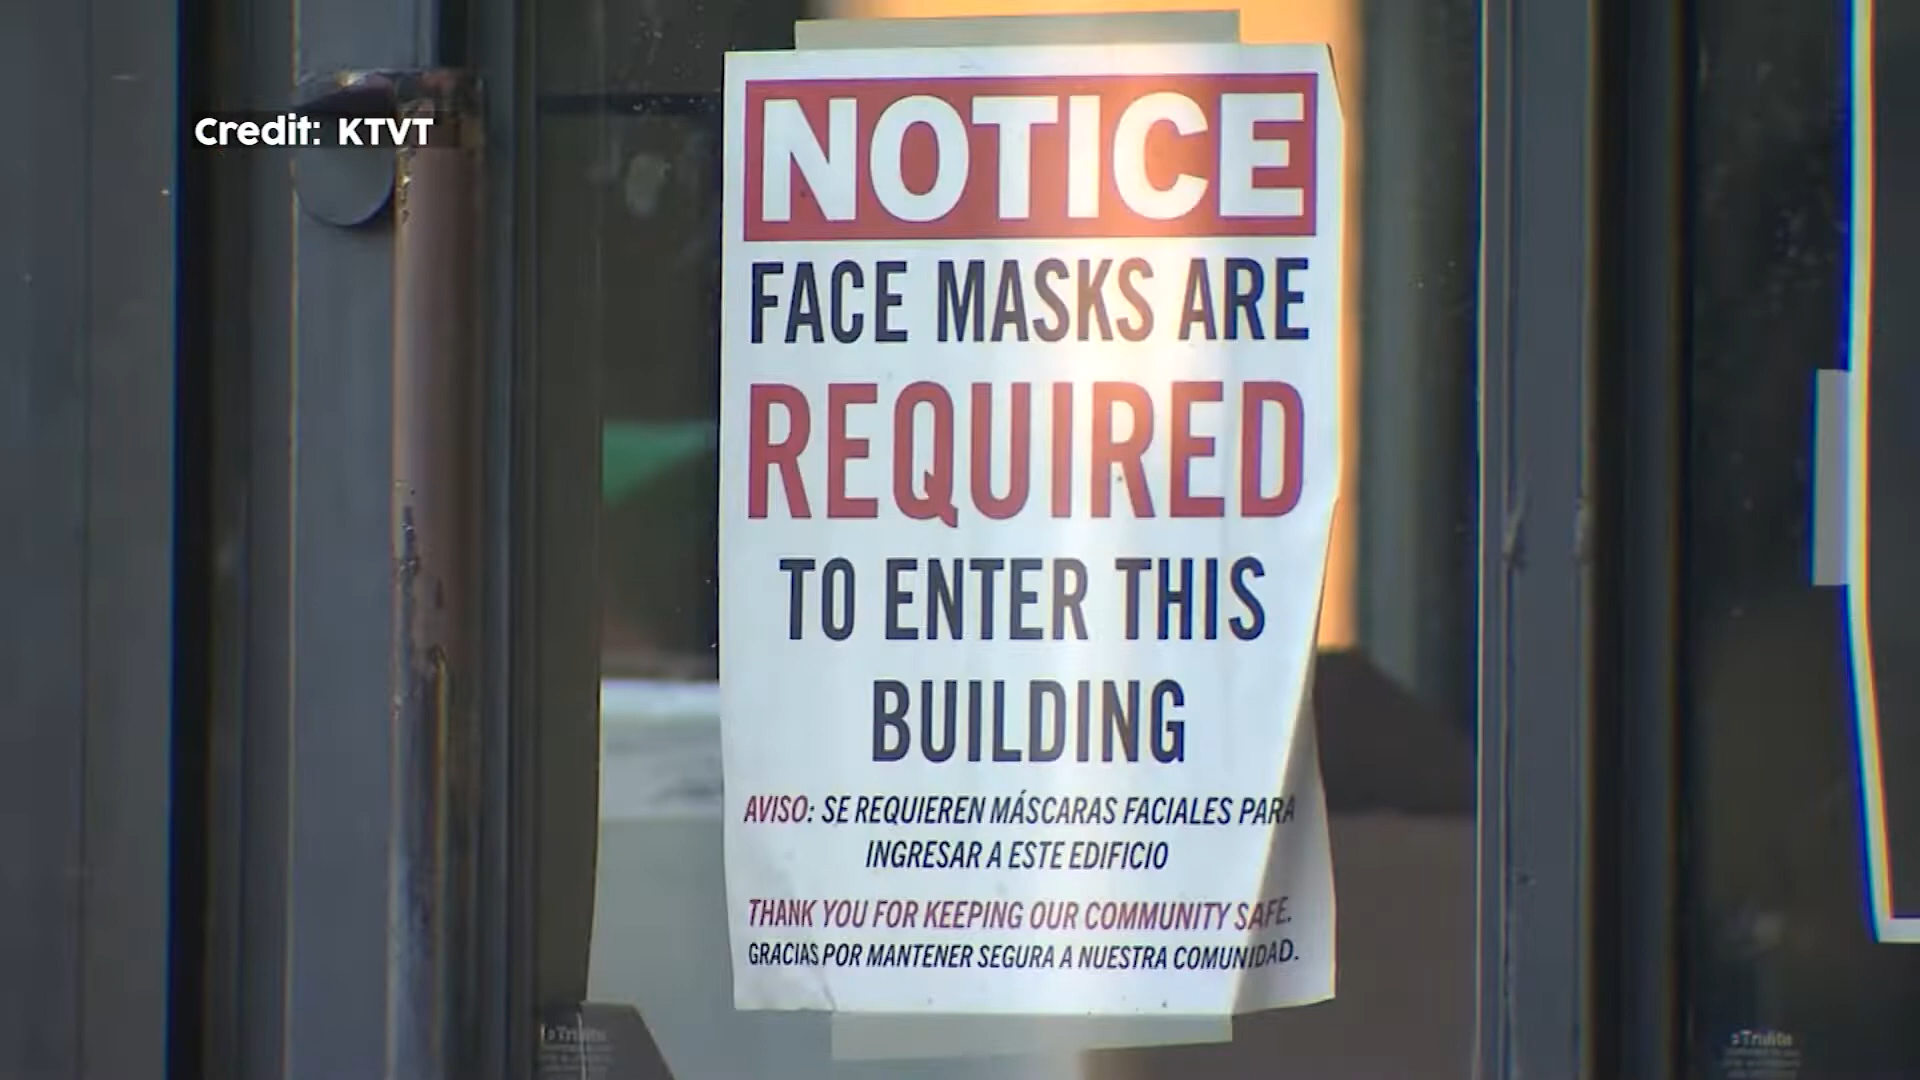 Credit: KTVT
NOTICE
FACE MASKS ARE
REQUIRED
TO ENTER THIS
BUILDING
AVISO: SE REQUIEREN MÁSCARAS FACIALES PARA
INGRESAR A ESTE EDIFICIO
THANK YOU FOR KEEPING OUR COMMUNITY SAFE.
GRACIAS POR MANTENER SEGURA A NUESTRA COMUNIDAD.